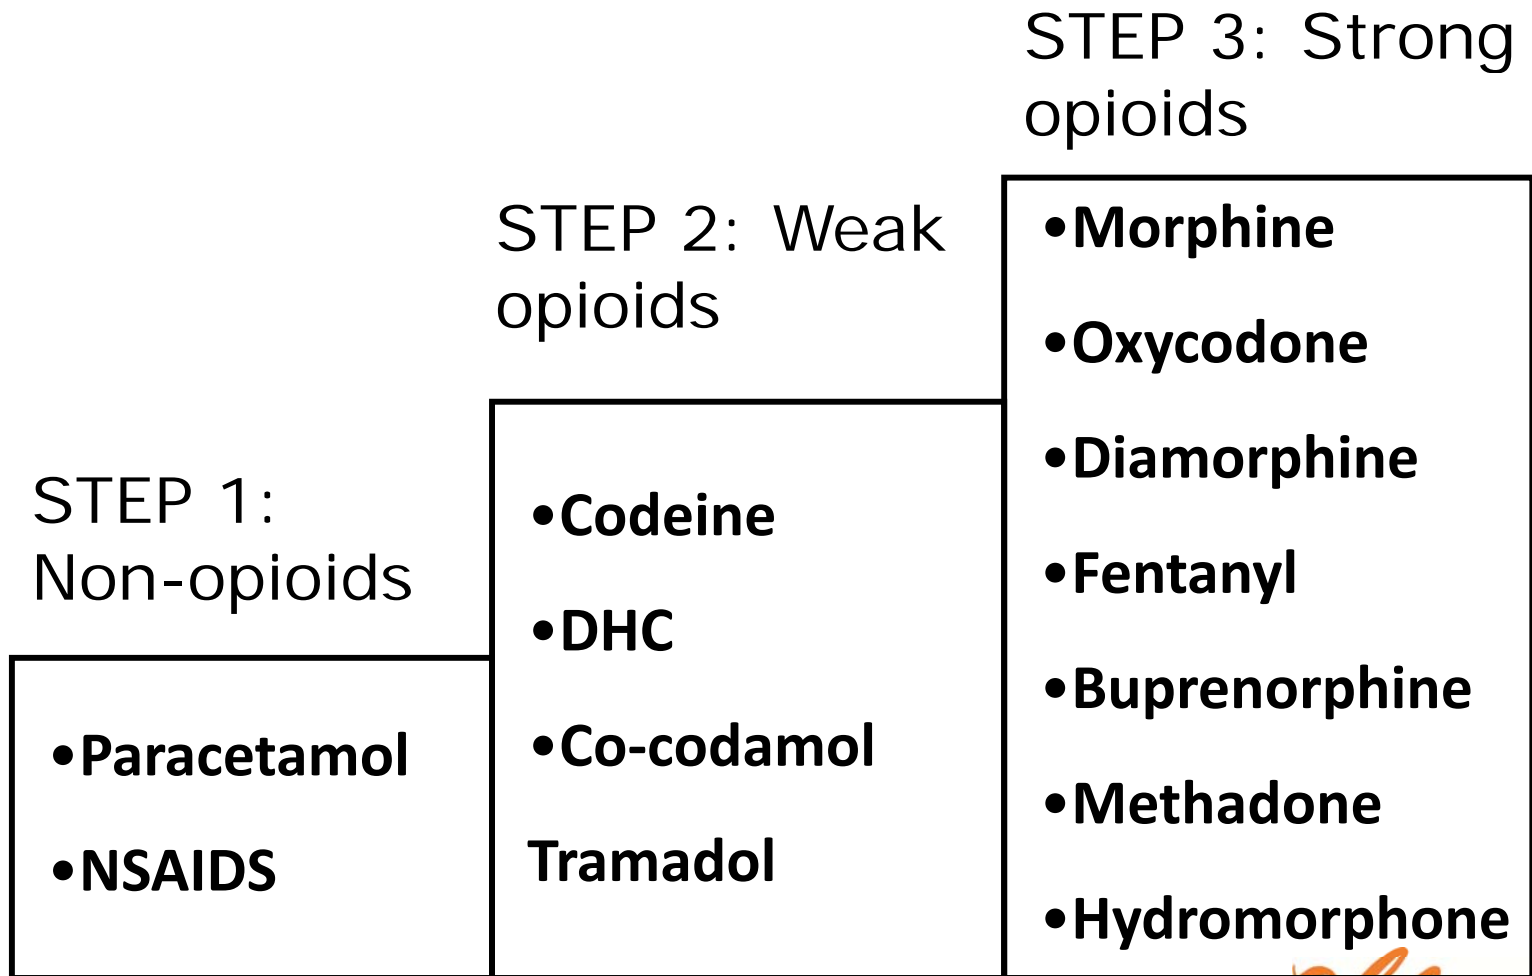 STEP 3: Strong
opioids
•Morphine
•Oxycodone
•Diamorphine
•Fentanyl
•Buprenorphine
•Methadone
•Hydromorphone
STEP 2: Weak
opioids
•Codeine
•DHC
•Co-codamol
Tramadol
STEP 1:
Non-opioids
•Paracetamol
•NSAIDS